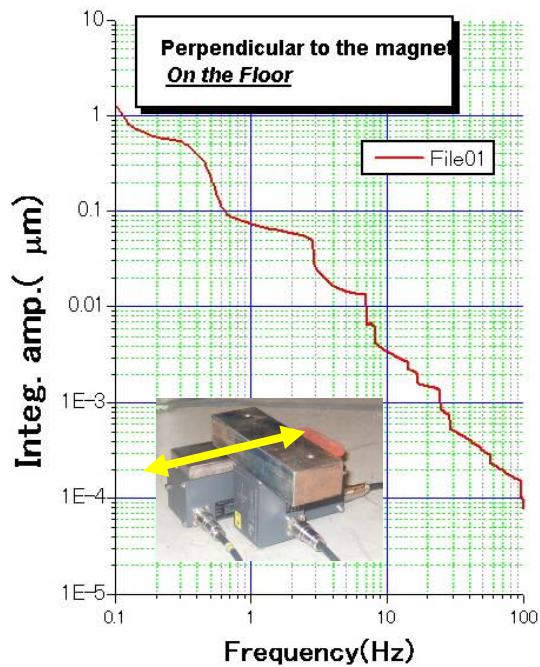 10
Perpendicular to the magnet
On the Floor
1
File01
0.1
Integ. amp.( μm)
0.01
1E-3
1E-4
1E-5
0.1
1
10
100
Frequency(Hz)